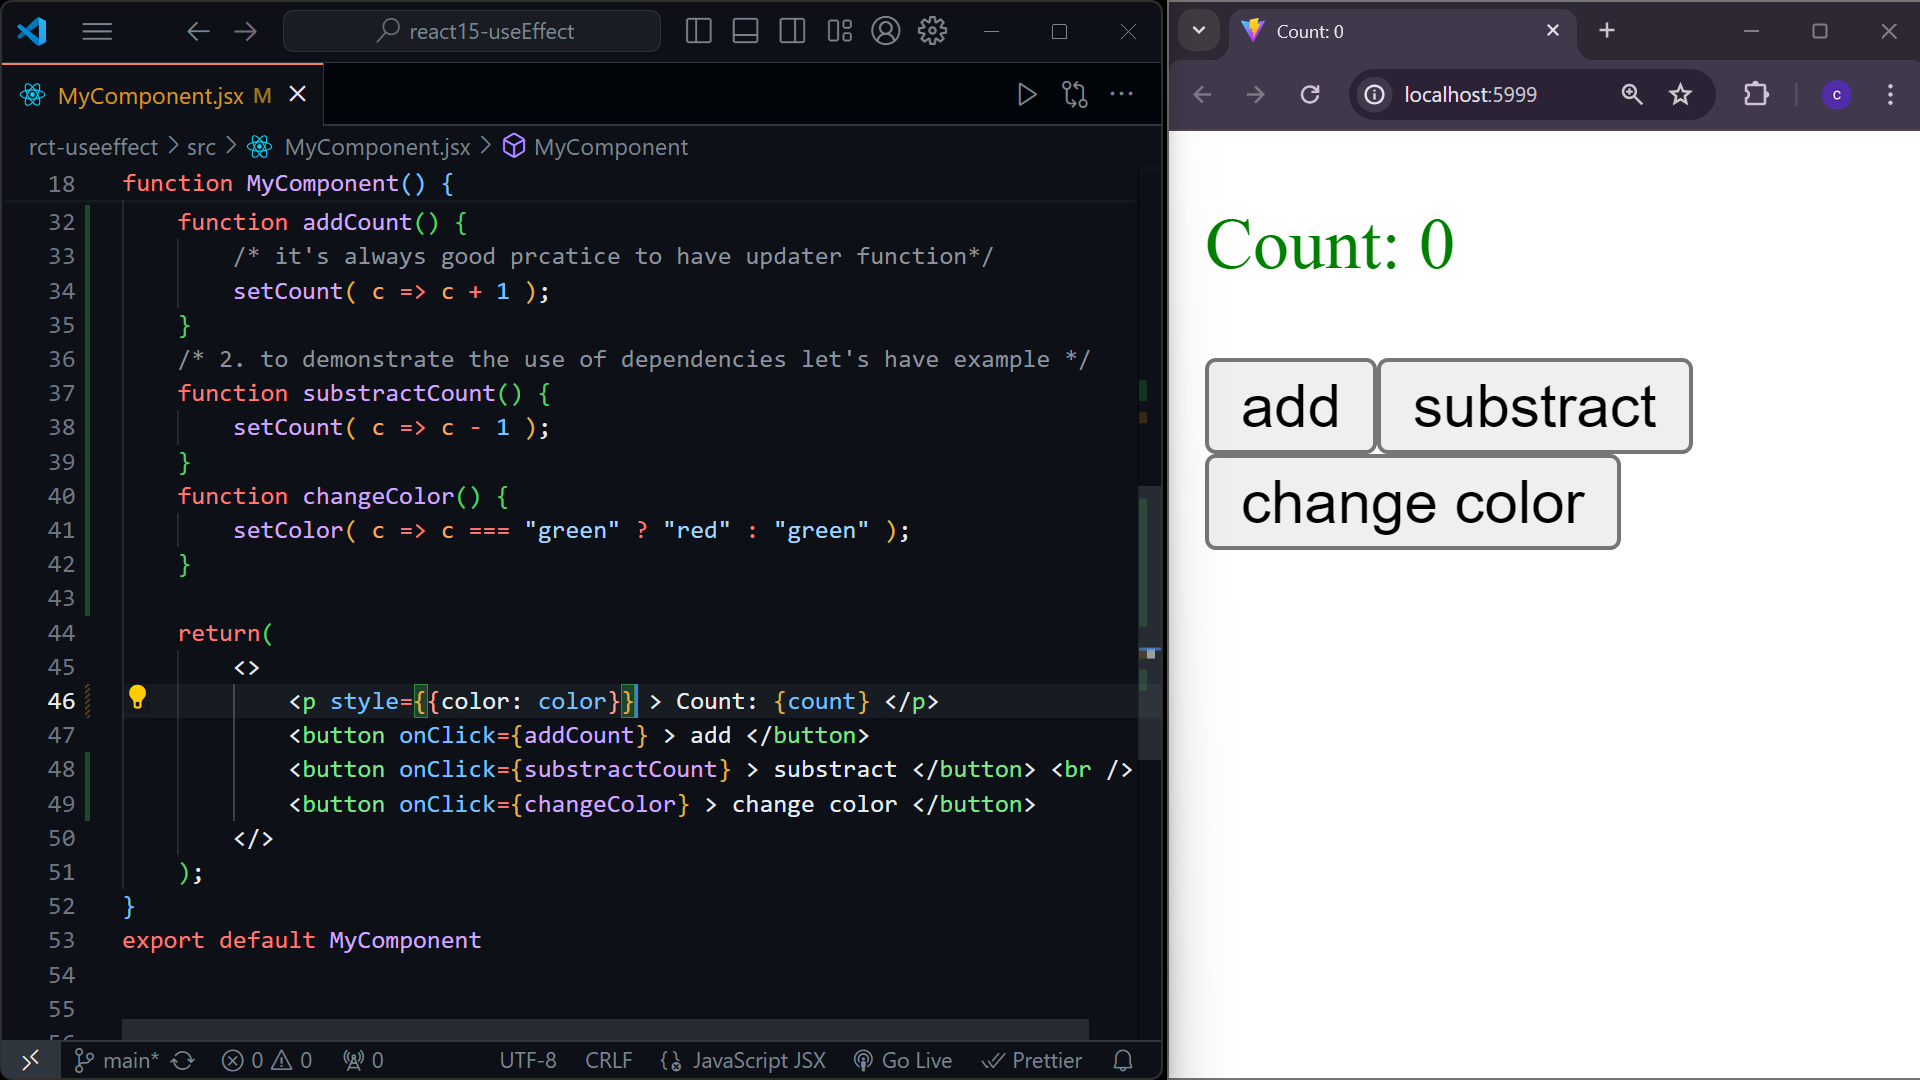 react15-useEffect
MyComponent.jsx M
rct-useeffect > src > MyComponent.jsx > MyComponent
18 function MyComponent() {
32 function addCount() {
33 /* it's always good prcatice to have updater function*/
34 setCount( c => c + 1 );
35 }
36 /* 2. to demonstrate the use of dependencies let's have example */
37 function substractCount() {
38 setCount( c => c - 1 );
39 }
40 function changeColor() {
41 setColor( c => c === "green" ? "red" : "green" );
42 }
43
44 return(
45 <>
46 <p style={{color: color}} > Count: {count} </p>
47 <button onClick={addCount} > add </button>
48 <button onClick={substractCount} > substract </button> <br />
49 <button onClick={changeColor} > change color </button>
50 </>
51 );
52 }
53 export default MyComponent
54
55
main* 0 0 0 UTF-8 CRLF JavaScript JSX Go Live Prettier
Count: 0
localhost:5999
c
Count: 0
add substract
change color